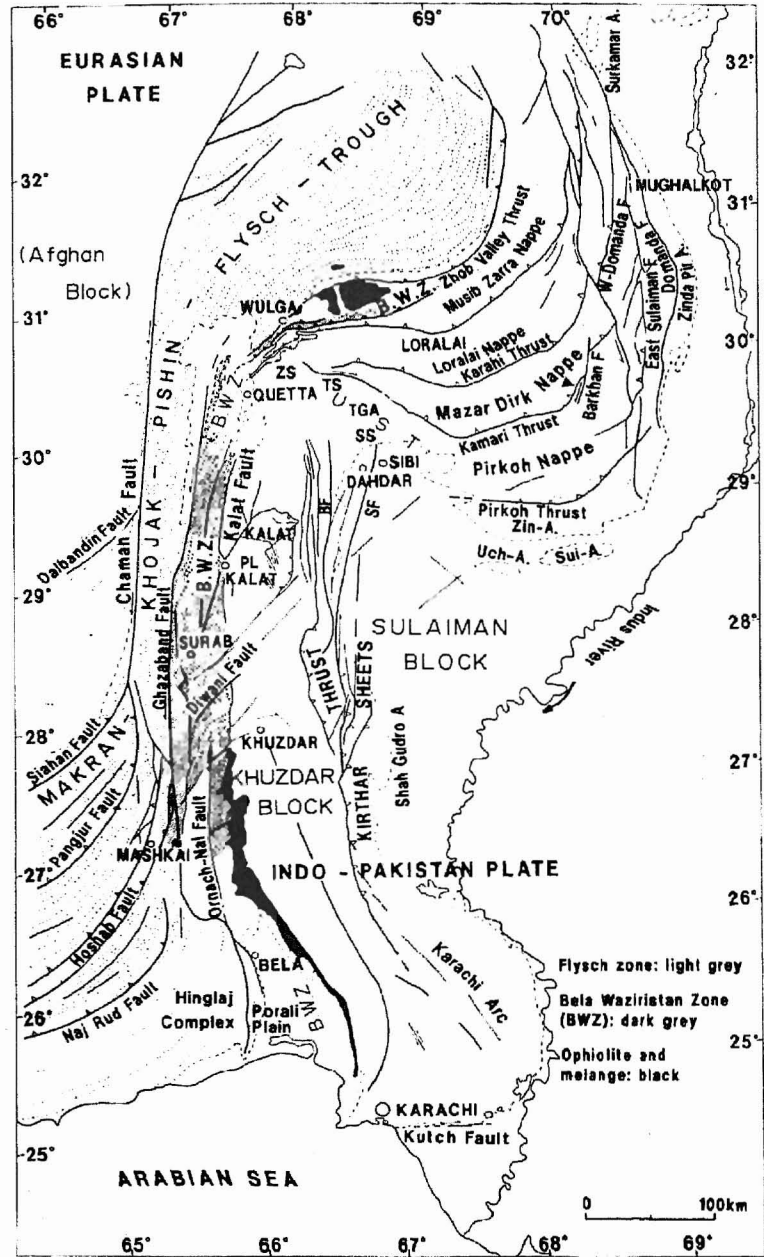 66° 67° 68° 69° 70°
EURASIAN
PLATE
Surkamar A.
32°
32°
FLYSCH - TROUGH
MUGHALKOT
31°
(Afghan
Block)
W-Domanda F
Domanda F
East Sulaiman F
Zinda Pir A
B.W.Z. Zhob Valley Thrust
Musib Zarra Nappe
WULGA
31°
30°
LORALAI
Loralai Nappe
Karahi Thrust
BWZ
ZS
TS
QUETTA
UST
TGA
SS
Mazar Dirk Nappe
Barkhan F
Kamari Thrust
Pirkoh Nappe
30°
SIBI
DAHDAR
29°
KHOJAK - PISHIN
Kalat Fault
BF
SF
Pirkoh Thrust
Zin-A.
Uch-A.
Sui-A.
Dalbandin Fault
Chaman Fault
B.W.Z.
KALAT
PL
KALAT
29°
Indus River
28°
SULAIMAN
BLOCK
Ghazaband Fault
SURAB
Diwani Fault
THRUST
SHEETS
28°
Siahan Fault
MAKRAN-
KHUZDAR
KHUZDAR
BLOCK
KIRTHAR
Shah Gudro A
27°
Panjgur Fault
MASHKAI
Ornach-Nal Fault
27°
INDO - PAKISTAN PLATE
26°
Hoshab Fault
BELA
Karachi Arc
Flysch zone: light grey
Naj Rud Fault
Hinglaj
Complex
Porali
Plain
BWZ
Bela Waziristan Zone
(BWZ): dark grey
26°
25°
Ophiolite and
melange: black
KARACHI
Kutch Fault
25°
ARABIAN SEA
0 100km
65° 66° 67° 68° 69°